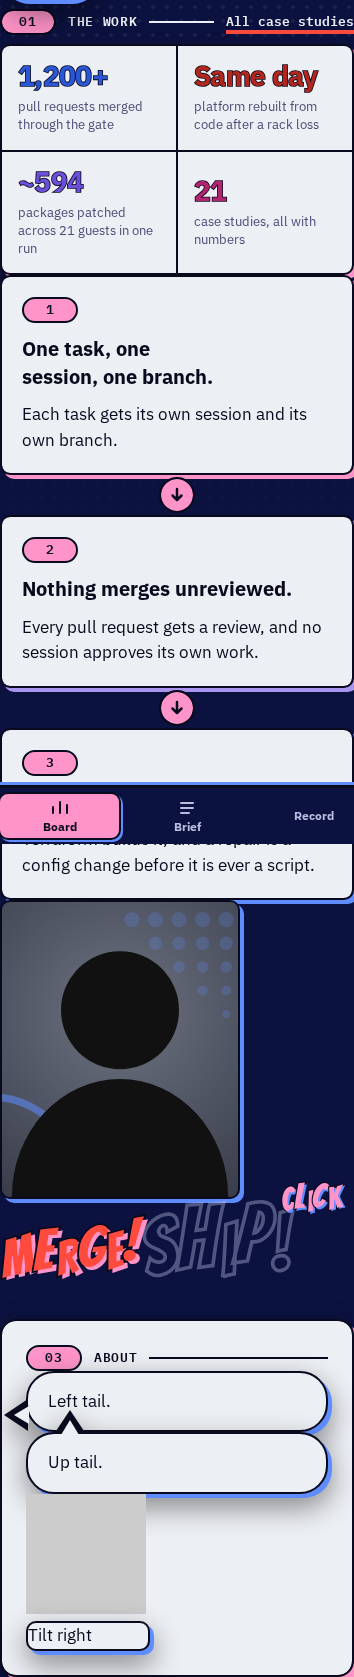 01 THE WORK All case studies
1,200+
pull requests merged
through the gate
Same day
platform rebuilt from
code after a rack loss
~594
packages patched
across 21 guests in one
run
21
case studies, all with
numbers
1
One task, one
session, one branch.
Each task gets its own session and its
own branch.
2
Nothing merges unreviewed.
Every pull request gets a review, and no
session approves its own work.
3
Board
Brief
Record
config change before it is ever a script.
CLICK
MERGE!
SHIP!
03 ABOUT
Left tail.
Up tail.
Tilt right